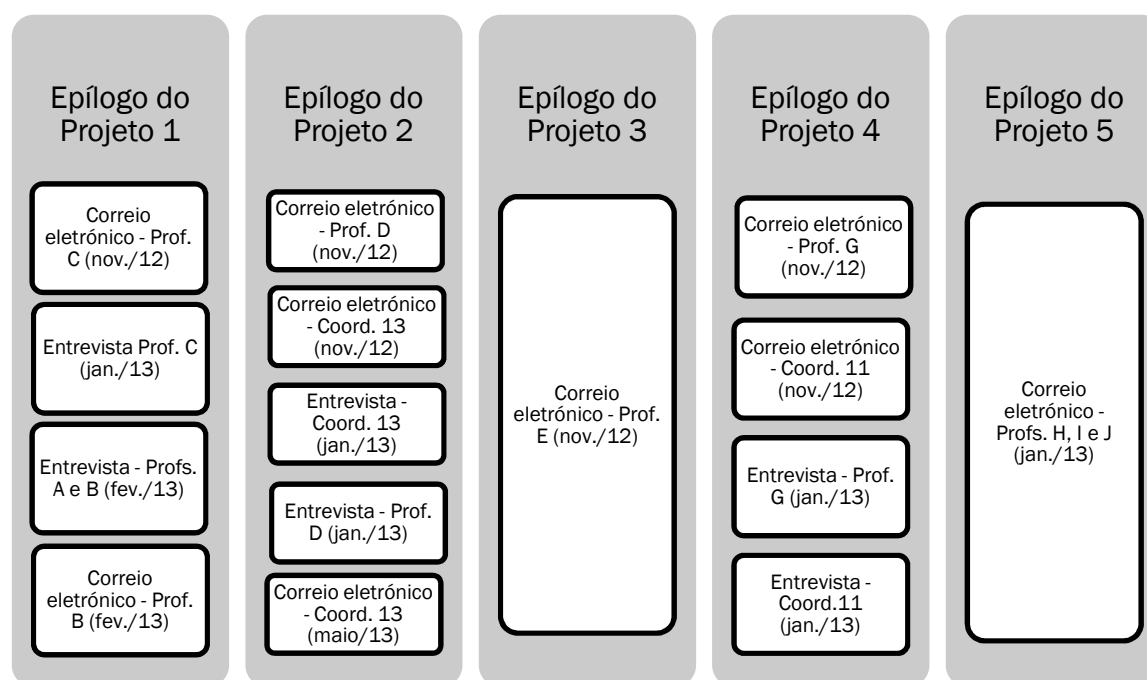 Epílogo do
Projeto 1
Correio
eletrónico - Prof.
C (nov./12)
Entrevista Prof. C
(jan./13)
Entrevista - Profs.
A e B (fev./13)
Correio
eletrónico - Prof.
B (fev./13)
Epílogo do
Projeto 2
Correio eletrónico
- Prof. D
(nov./12)
Correio eletrónico
- Coord. 13
(nov./12)
Entrevista -
Coord. 13
(jan./13)
Entrevista - Prof.
D (jan./13)
Correio eletrónico
- Coord. 13
(maio/13)
Epílogo do
Projeto 3
Correio
eletrónico - Prof.
E (nov./12)
Epílogo do
Projeto 4
Correio eletrónico
- Prof. G
(nov./12)
Correio eletrónico
- Coord. 11
(nov./12)
Entrevista - Prof.
G (jan./13)
Entrevista -
Coord.11
(jan./13)
Epílogo do
Projeto 5
Correio
eletrónico -
Profs. H, I e J
(jan./13)